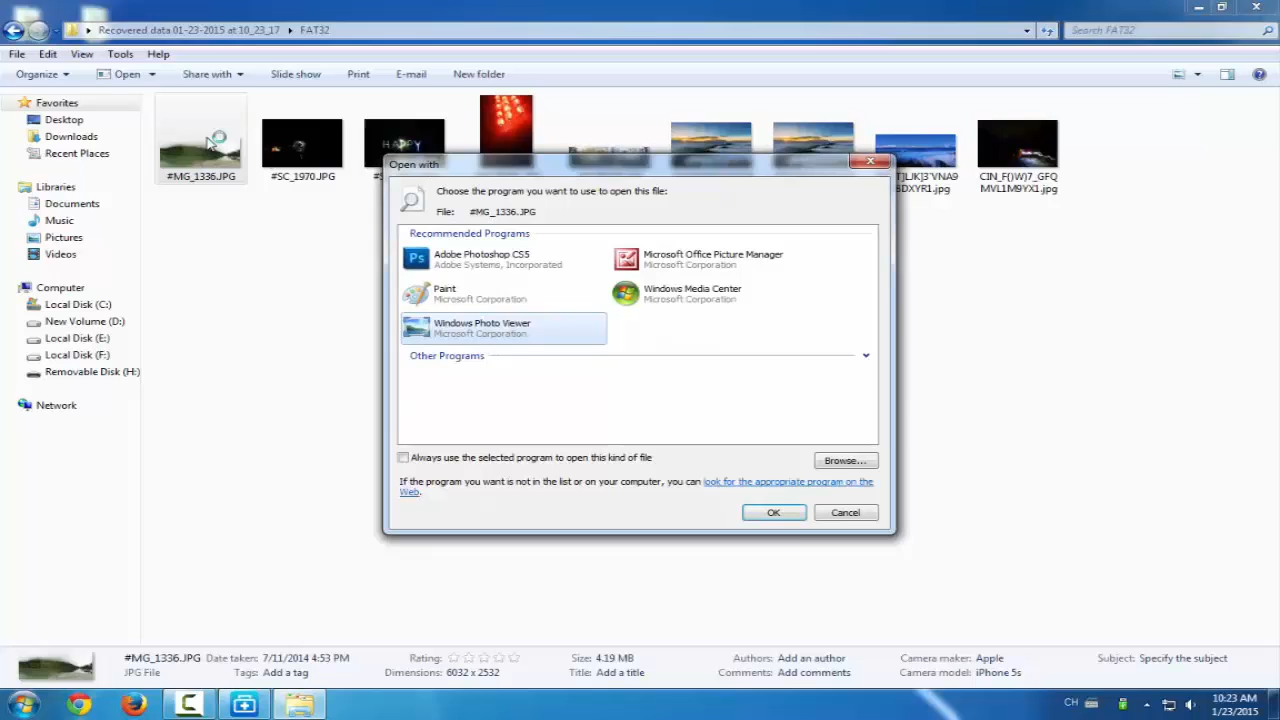 Recovered data 01-23-2015 at 10_23_17 ▸ FAT32
Search FAT32
File Edit View Tools Help
Organize Open Share with Slide show Print E-mail New folder
Favorites
Desktop
Downloads
Recent Places
Libraries
Documents
Music
Pictures
Videos
Computer
Local Disk (C:)
New Volume (D:)
Local Disk (E:)
Local Disk (F:)
Removable Disk (H:)
Network
HAPPY
#MG_1336.JPG
#SC_1970.JPG
CIN_F()W)7_GFQ
MVL1M9YX1.jpg
Open with
Choose the program you want to use to open this file:
File: #MG_1336.JPG
Recommended Programs
Ps
Adobe Photoshop CS5
Adobe Systems, Incorporated
Microsoft Office Picture Manager
Microsoft Corporation
Paint
Microsoft Corporation
Windows Media Center
Microsoft Corporation
Windows Photo Viewer
Microsoft Corporation
Other Programs
Always use the selected program to open this kind of file
Browse...
If the program you want is not in the list or on your computer, you can look for the appropriate program on the
Web.
OK Cancel
#MG_1336.JPG Date taken: 7/11/2014 4:53 PM Rating: Size: 4.19 MB Authors: Add an author Camera maker: Apple Subject: Specify the subject
JPG File Tags: Add a tag Dimensions: 6032 x 2532 Title: Add a title Comments: Add comments Camera model: iPhone 5s
CH
10:23 AM
1/23/2015